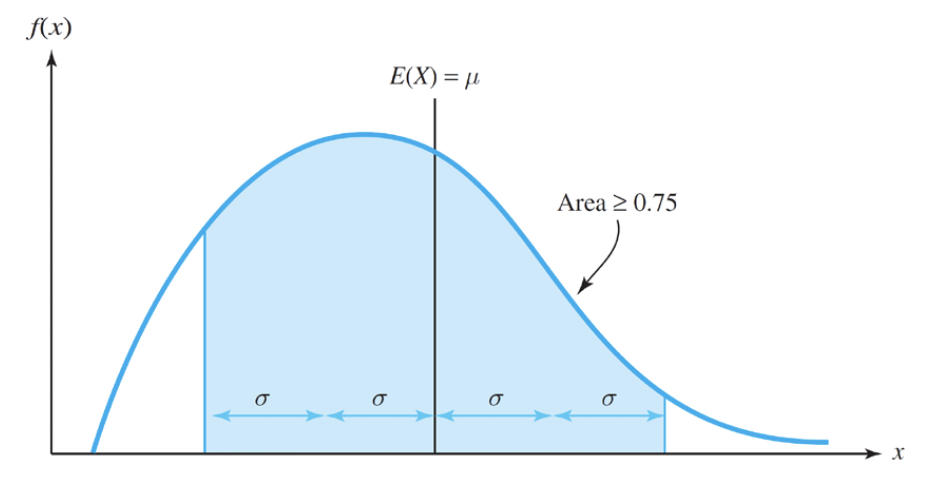 f(x)
E(X) = μ
Area ≥ 0.75
σ σ σ σ
x